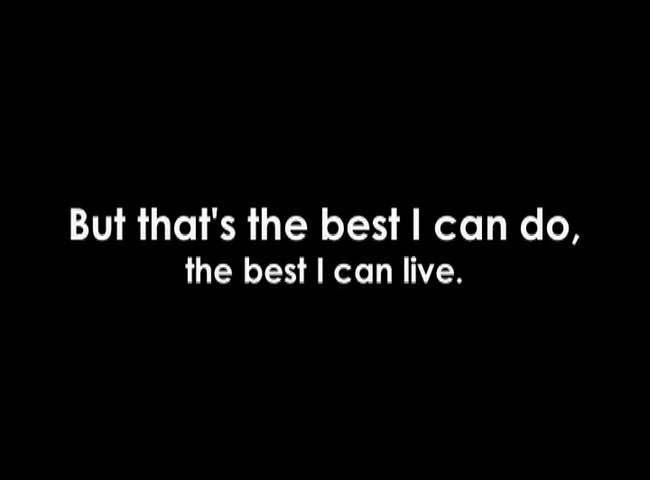 But that's the best I can do,
the best I can live.